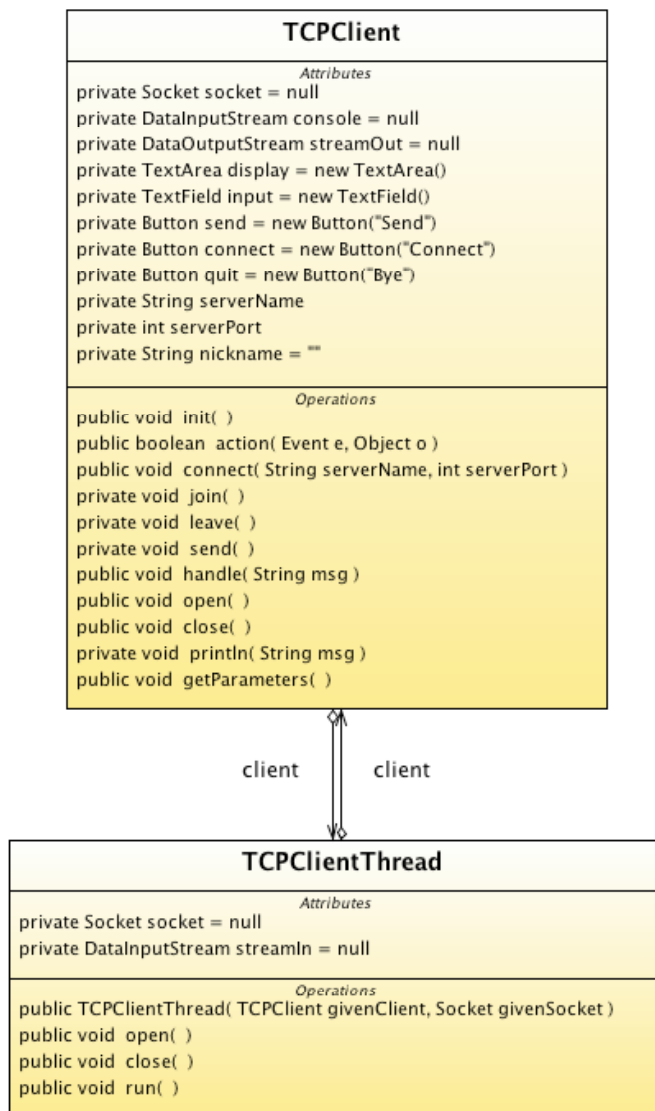 TCPClient
Attributes
private Socket socket = null
private DataInputStream console = null
private DataOutputStream streamOut = null
private TextArea display = new TextArea()
private TextField input = new TextField()
private Button send = new Button("Send")
private Button connect = new Button("Connect")
private Button quit = new Button("Bye")
private String serverName
private int serverPort
private String nickname = ""
Operations
public void init( )
public boolean action( Event e, Object o )
public void connect( String serverName, int serverPort )
private void join( )
private void leave( )
private void send( )
public void handle( String msg )
public void open( )
public void close( )
private void println( String msg )
public void getParameters( )
client client
TCPClientThread
Attributes
private Socket socket = null
private DataInputStream streamIn = null
Operations
public TCPClientThread( TCPClient givenClient, Socket givenSocket )
public void open( )
public void close( )
public void run( )